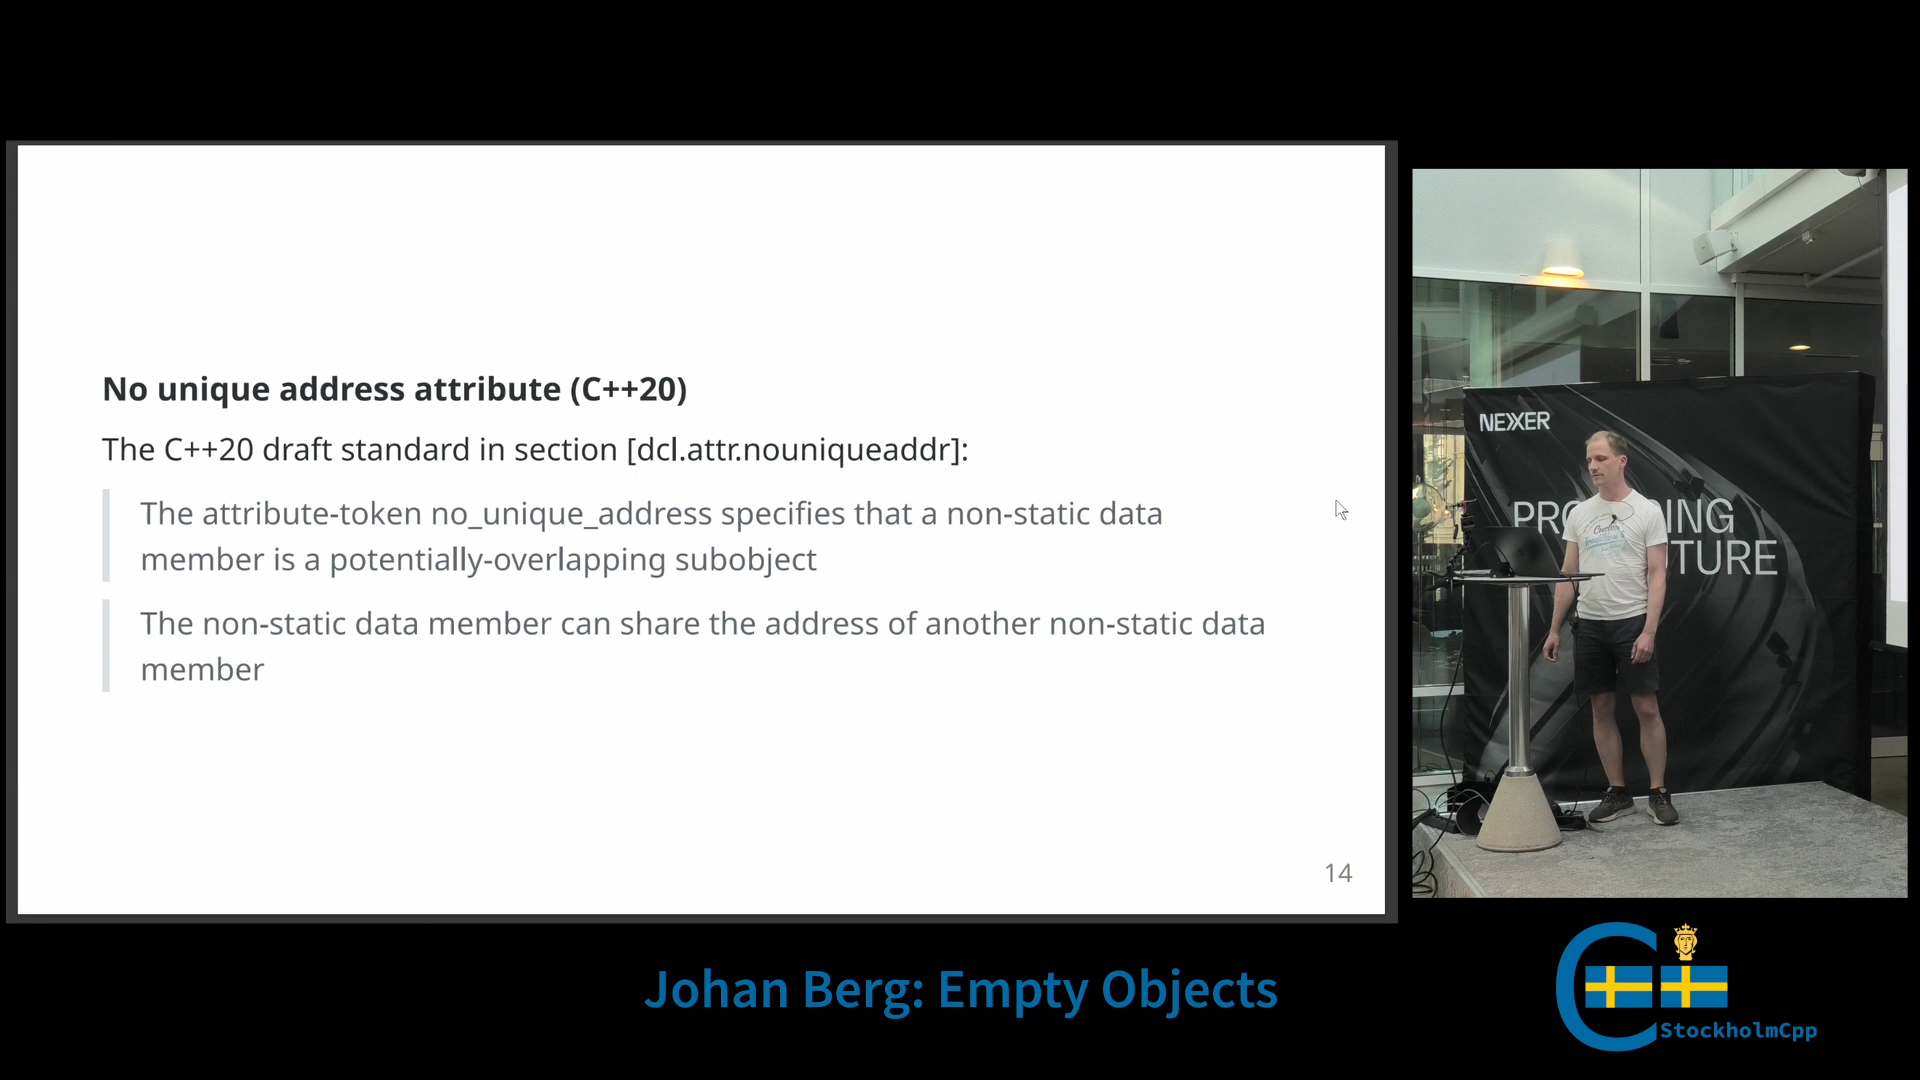 No unique address attribute (C++20)
The C++20 draft standard in section [dcl.attr.nouniqueaddr]:
The attribute-token no_unique_address specifies that a non-static data
member is a potentially-overlapping subobject
The non-static data member can share the address of another non-static data
member
14
NEXER
Johan Berg: Empty Objects
StockholmCpp